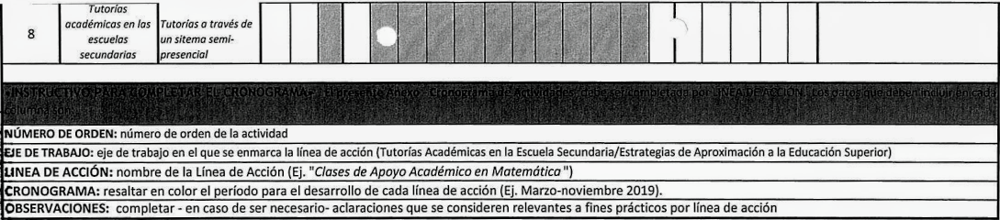 8
Tutorías
académicas en las
escuelas
secundarias
Tutorías a través de
un sitema semi-
presencial
"INSTRUCTIVO PARA COMPLETAR EL CRONOGRAMA": El presente Anexo "Cronograma de Actividades" debe ser completado por LINEA DE ACCION. Los datos que deben incluir en cada
columna son:
NÚMERO DE ORDEN: número de orden de la actividad
EJE DE TRABAJO: eje de trabajo en el que se enmarca la línea de acción (Tutorías Académicas en la Escuela Secundaria/Estrategias de Aproximación a la Educación Superior)
LINEA DE ACCIÓN: nombre de la Línea de Acción (Ej. "Clases de Apoyo Académico en Matemática")
CRONOGRAMA: resaltar en color el período para el desarrollo de cada línea de acción (Ej. Marzo-noviembre 2019).
OBSERVACIONES: completar - en caso de ser necesario- aclaraciones que se consideren relevantes a fines prácticos por línea de acción